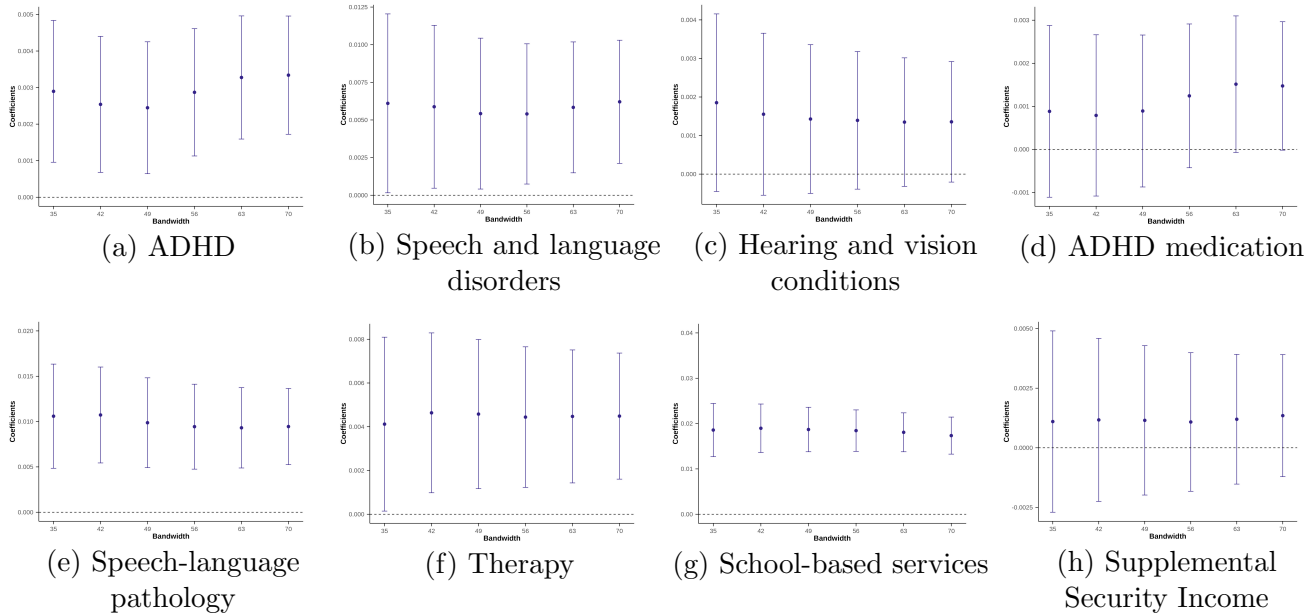 0.005
0.004
0.003
0.002
0.001
0.000
Coefficients
35 42 49 56 63 70
Bandwidth
(a) ADHD
0.0125
0.0100
0.0075
0.0050
0.0025
0.0000
Coefficients
35 42 49 56 63 70
Bandwidth
(b) Speech and language
disorders
0.004
0.003
0.002
0.001
0.000
Coefficients
35 42 49 56 63 70
Bandwidth
(c) Hearing and vision
conditions
0.003
0.002
0.001
0.000
-0.001
Coefficients
35 42 49 56 63 70
Bandwidth
(d) ADHD medication
0.020
0.015
0.010
0.005
0.000
Coefficients
35 42 49 56 63 70
Bandwidth
(e) Speech-language
pathology
0.008
0.006
0.004
0.002
0.000
Coefficients
35 42 49 56 63 70
Bandwidth
(f) Therapy
0.04
0.03
0.02
0.01
0.00
Coefficients
35 42 49 56 63 70
Bandwidth
(g) School-based services
0.0050
0.0025
0.0000
-0.0025
Coefficients
35 42 49 56 63 70
Bandwidth
(h) Supplemental
Security Income